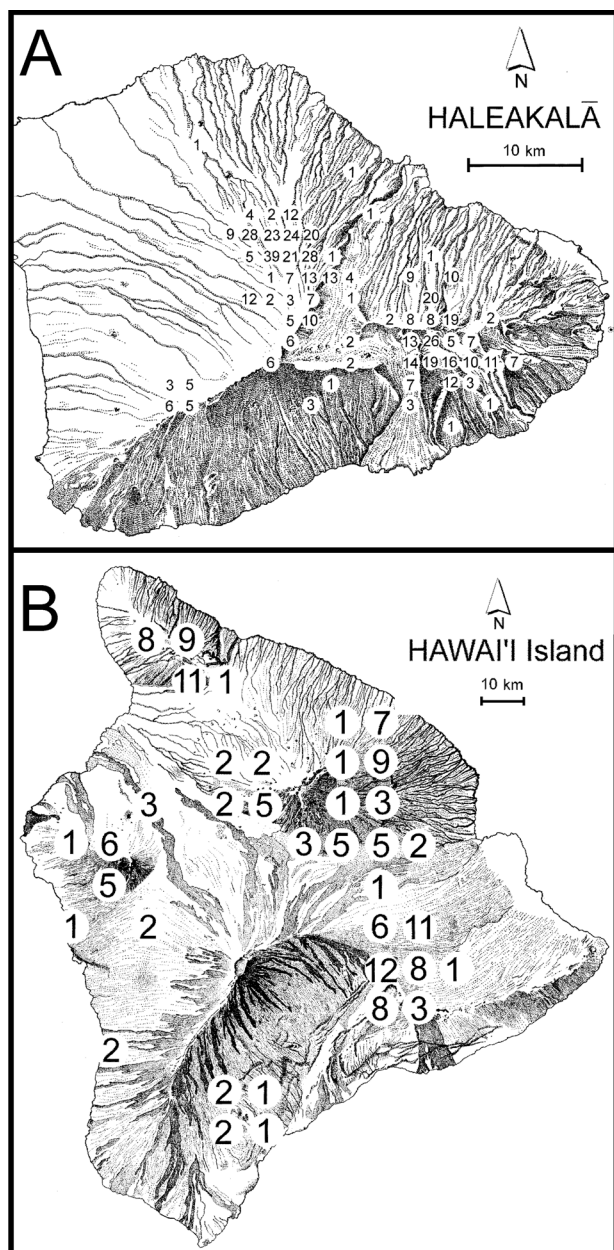 A
N
HALEAKALĀ
10 km
1
1
4 2 12 1
9 28 23 24 20
5 39 21 28 1 1
1 7 13 13 4 9 10
12 2 3 7 1 20
5 10 2 8 8 19 2
6 2 13 26 5 7
6 2 14 19 16 10 11 7
3 5 1 7 12 3
6 5 3 3 1
1
B
N
HAWAI'I Island
10 km
8 9
11 1
1 7
2 2 1 9
3 2 5 1 3
1 6 3 5 5 2
5 1
1 2 6 11
12 8 1
8 3
2
2 1
2 1